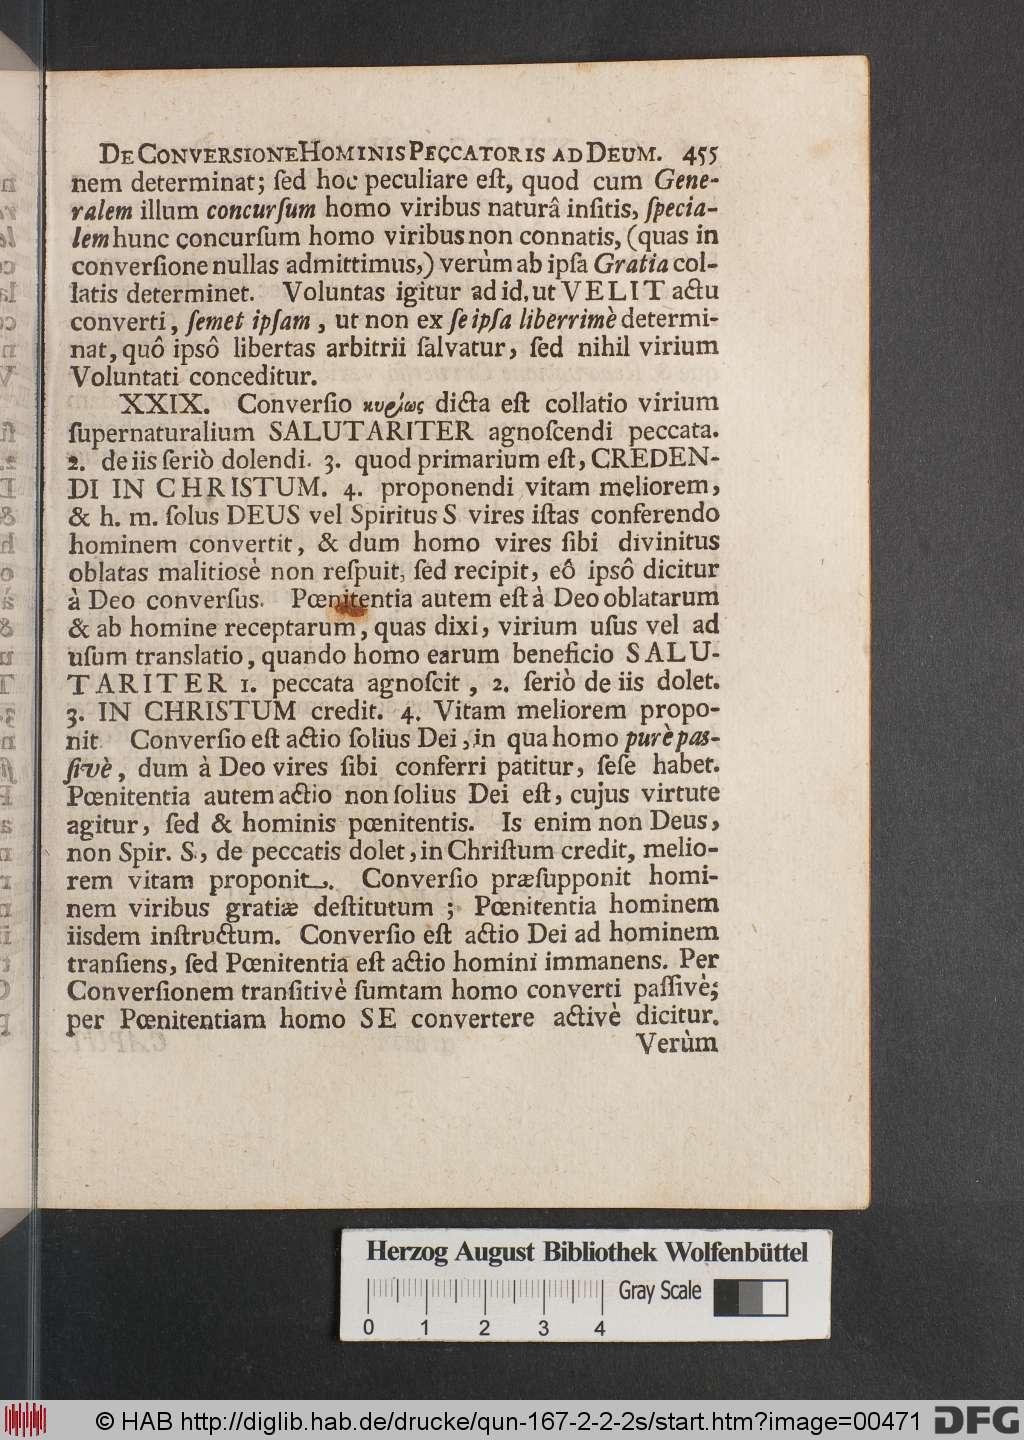 DE CONVERSIONE HOMINIS PECCATORIS AD DEUM. 455
nem determinat; ſed hoc peculiare eſt, quod cum Gene-
ralem illum concurſum homo viribus naturâ inſitis, ſpecia-
lem hunc concurſum homo viribus non connatis, (quas in
converſione nullas admittimus,) verùm ab ipſa Gratia col-
latis determinet. Voluntas igitur ad id, ut VELIT actu
converti, ſemet ipſam, ut non ex ſe ipſa liberrimè determi-
nat, quô ipsô libertas arbitrii ſalvatur, ſed nihil virium
Voluntati conceditur.
XXIX. Converſio κυρίως dicta eſt collatio virium
ſupernaturalium SALUTARITER agnoſcendi peccata.
2. de iis ſeriò dolendi. 3. quod primarium eſt, CREDEN-
DI IN CHRISTUM. 4. proponendi vitam meliorem,
& h. m. ſolus DEUS vel Spiritus S vires iſtas conferendo
hominem convertit, & dum homo vires ſibi divinitus
oblatas malitiosè non reſpuit, ſed recipit, eô ipsô dicitur
à Deo converſus. Pœnitentia autem eſt à Deo oblatarum
& ab homine receptarum, quas dixi, virium uſus vel ad
uſum translatio, quando homo earum beneficio SALU-
TARITER 1. peccata agnoſcit, 2. ſeriò de iis dolet.
3. IN CHRISTUM credit. 4. Vitam meliorem propo-
nit Converſio eſt actio ſolius Dei, in qua homo purè paſ-
ſivè, dum à Deo vires ſibi conferri patitur, ſeſe habet.
Pœnitentia autem actio non ſolius Dei eſt, cujus virtute
agitur, ſed & hominis pœnitentis. Is enim non Deus,
non Spir. S., de peccatis dolet, in Chriſtum credit, melio-
rem vitam proponit. Converſio præſupponit homi-
nem viribus gratiæ deſtitutum; Pœnitentia hominem
iisdem inſtructum. Converſio eſt actio Dei ad hominem
tranſiens, ſed Pœnitentia eſt actio homini immanens. Per
Converſionem tranſitivè ſumtam homo converti paſſivè;
per Pœnitentiam homo SE convertere activè dicitur.
Verùm
Herzog August Bibliothek Wolfenbüttel
Gray Scale
0 1 2 3 4
© HAB http://diglib.hab.de/drucke/qun-167-2-2-2s/start.htm?image=00471 DFG